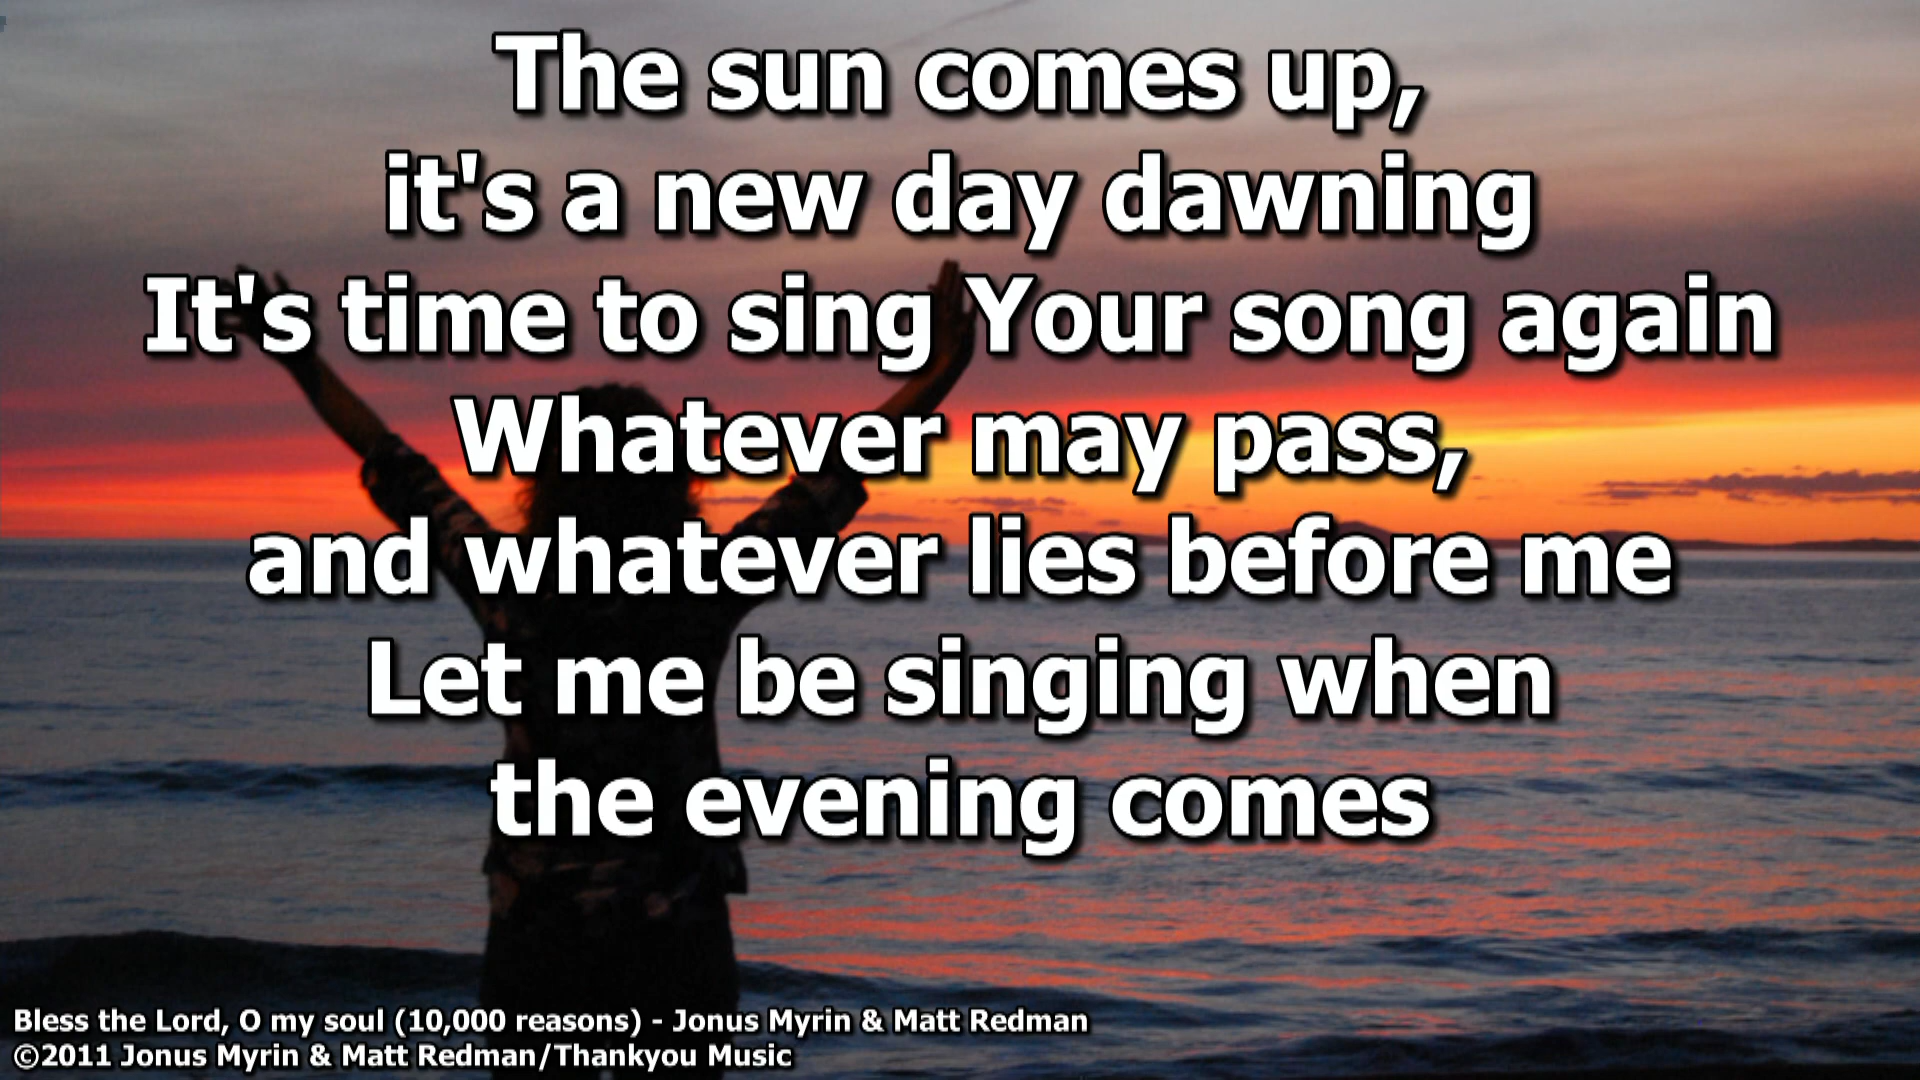 The sun comes up,
it's a new day dawning
It's time to sing Your song again
Whatever may pass,
and whatever lies before me
Let me be singing when
the evening comes
Bless the Lord, O my soul (10,000 reasons) - Jonus Myrin & Matt Redman
©2011 Jonus Myrin & Matt Redman/Thankyou Music